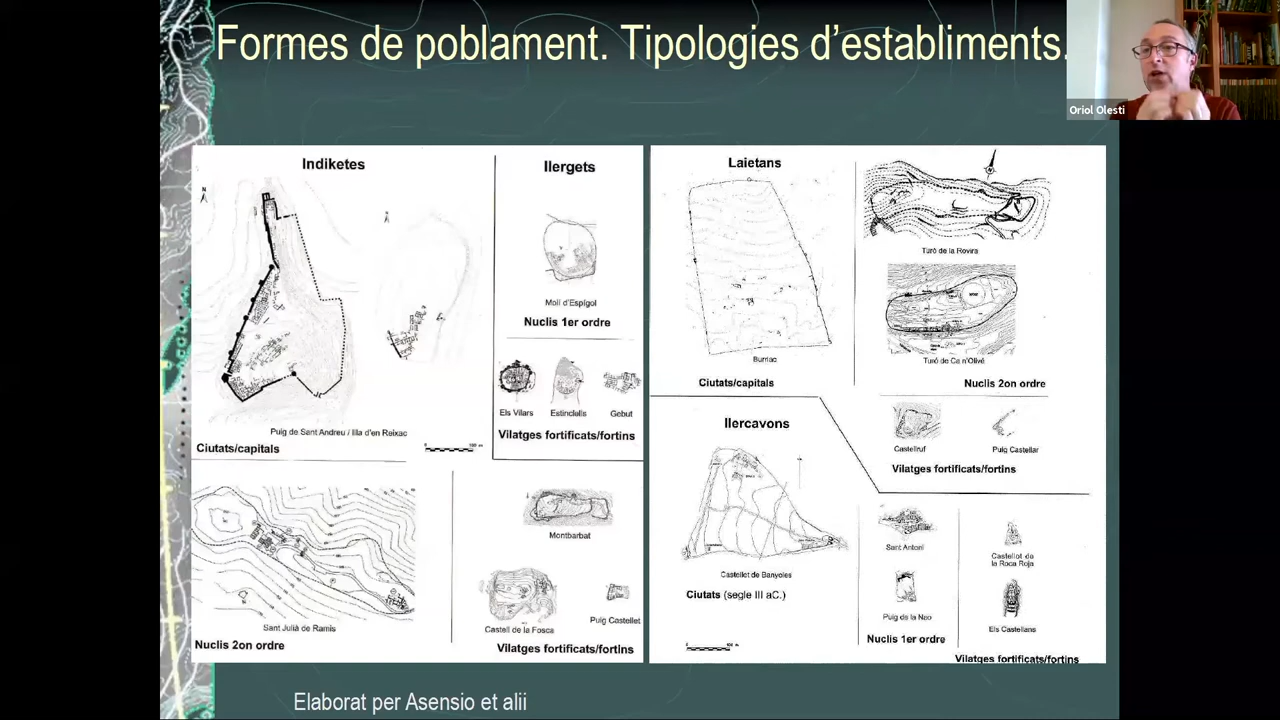 Formes de poblament. Tipologies d'establiments.
Oriol Olesti
Indiketes
Puig de Sant Andreu / Illa d'en Reixac
Ciutats/capitals
Sant Julià de Ramis
Nuclis 2on ordre
Ilergets
Molí d'Espígol
Nuclis 1er ordre
Els Vilars
Estinclells
Gebut
Vilatges fortificats/fortins
Montbarbat
Castell de la Fosca
Puig Castellet
Vilatges fortificats/fortins
Laietans
Burriac
Ciutats/capitals
Turó de la Rovira
Turó de Ca n'Olivé
Nuclis 2on ordre
Castellruf
Puig Castellar
Vilatges fortificats/fortins
Ilercavons
Castellet de Banyoles
Ciutats (segle III aC.)
Sant Antoni
Puig de la Nao
Nuclis 1er ordre
Castellot de
la Roca Roja
Els Castellans
Vilatges fortificats/fortins
Elaborat per Asensio et alii